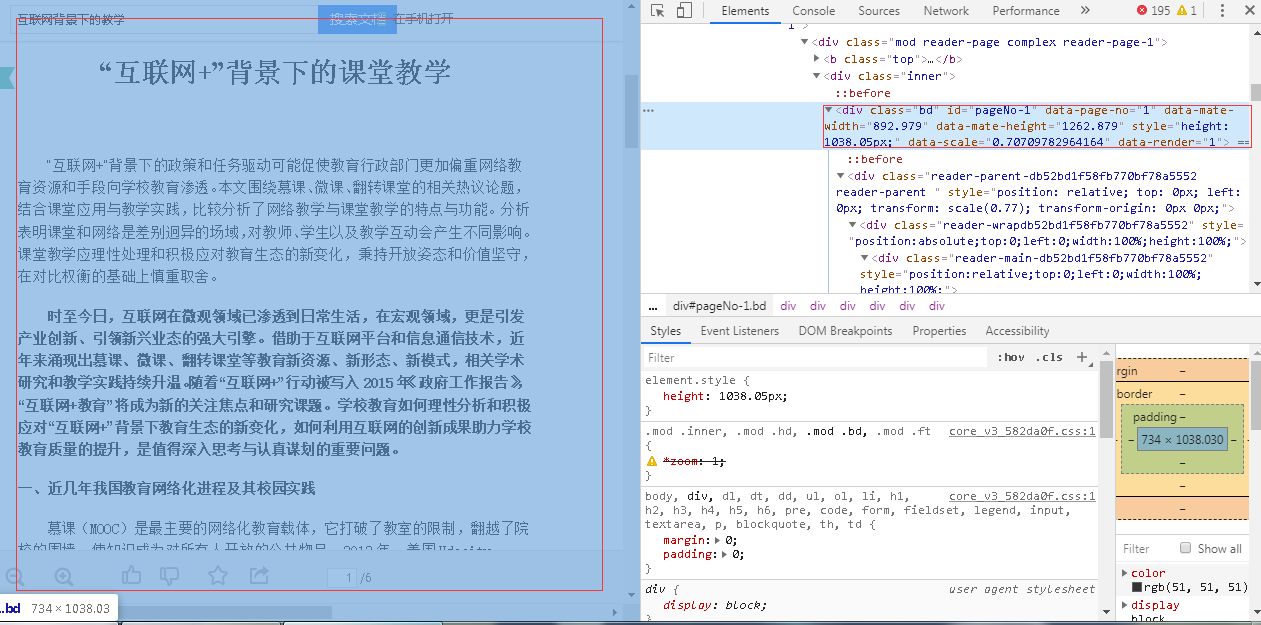 互联网背景下的教学
搜索文档
在手机打开
“互联网+”背景下的课堂教学
“互联网+”背景下的政策和任务驱动可能促使教育行政部门更加偏重网络教
育资源和手段向学校教育渗透。本文围绕慕课、微课、翻转课堂的相关热议论题，
结合课堂应用与教学实践，比较分析了网络教学与课堂教学的特点与功能。分析
表明课堂和网络是差别迥异的场域，对教师、学生以及教学互动会产生不同影响。
课堂教学应理性处理和积极应对教育生态的新变化，秉持开放姿态和价值坚守，
在对比权衡的基础上慎重取舍。
时至今日，互联网在微观领域已渗透到日常生活，在宏观领域，更是引发
产业创新、引领新兴业态的强大引擎。借助于互联网平台和信息通信技术，近
年来涌现出慕课、微课、翻转课堂等教育新资源、新形态、新模式，相关学术
研究和教学实践持续升温。随着“互联网+”行动被写入 2015 年《政府工作报告》，
“互联网+教育”将成为新的关注焦点和研究课题。学校教育如何理性分析和积极
应对“互联网+”背景下教育生态的新变化，如何利用互联网的创新成果助力学校
教育质量的提升，是值得深入思考与认真谋划的重要问题。
一、近几年我国教育网络化进程及其校园实践
慕课（MOOC）是最主要的网络化教育载体，它打破了教室的限制，翻越了院
1 /6
.bd 734 × 1038.03
Elements Console Sources Network Performance » 195 1
<div class="mod reader-page complex reader-page-1">
<b class="top">…</b>
<div class="inner">
::before
<div class="bd" id="pageNo-1" data-page-no="1" data-mate-
width="892.979" data-mate-height="1262.879" style="height:
1038.05px;" data-scale="0.70709782964164" data-render="1"> ==
::before
<div class="reader-parent-db52bd1f58fb770bf78a5552
reader-parent " style="position: relative; top: 0px; left:
0px; transform: scale(0.77); transform-origin: 0px 0px;">
<div class="reader-wrapdb52bd1f58fb770bf78a5552" style=
"position:absolute;top:0;left:0;width:100%;height:100%;">
<div class="reader-main-db52bd1f58fb770bf78a5552"
style="position:relative;top:0;left:0;width:100%;
height:100%;">
... div#pageNo-1.bd div div div div div div
Styles Event Listeners DOM Breakpoints Properties Accessibility
Filter :hov .cls +
element.style {
height: 1038.05px;
}
.mod .inner, .mod .hd, .mod .bd, .mod .ft core_v3_582da0f.css:1
{
*zoom: 1;
}
body, div, dl, dt, dd, ul, ol, li, h1, core_v3_582da0f.css:1
h2, h3, h4, h5, h6, pre, code, form, fieldset, legend, input,
textarea, p, blockquote, th, td {
margin: 0;
padding: 0;
}
div { user agent stylesheet
display: block;
}
rgin –
border –
padding –
– 734 × 1038.030 –
–
–
–
Filter Show all
color
rgb(51, 51, 51)
display
block